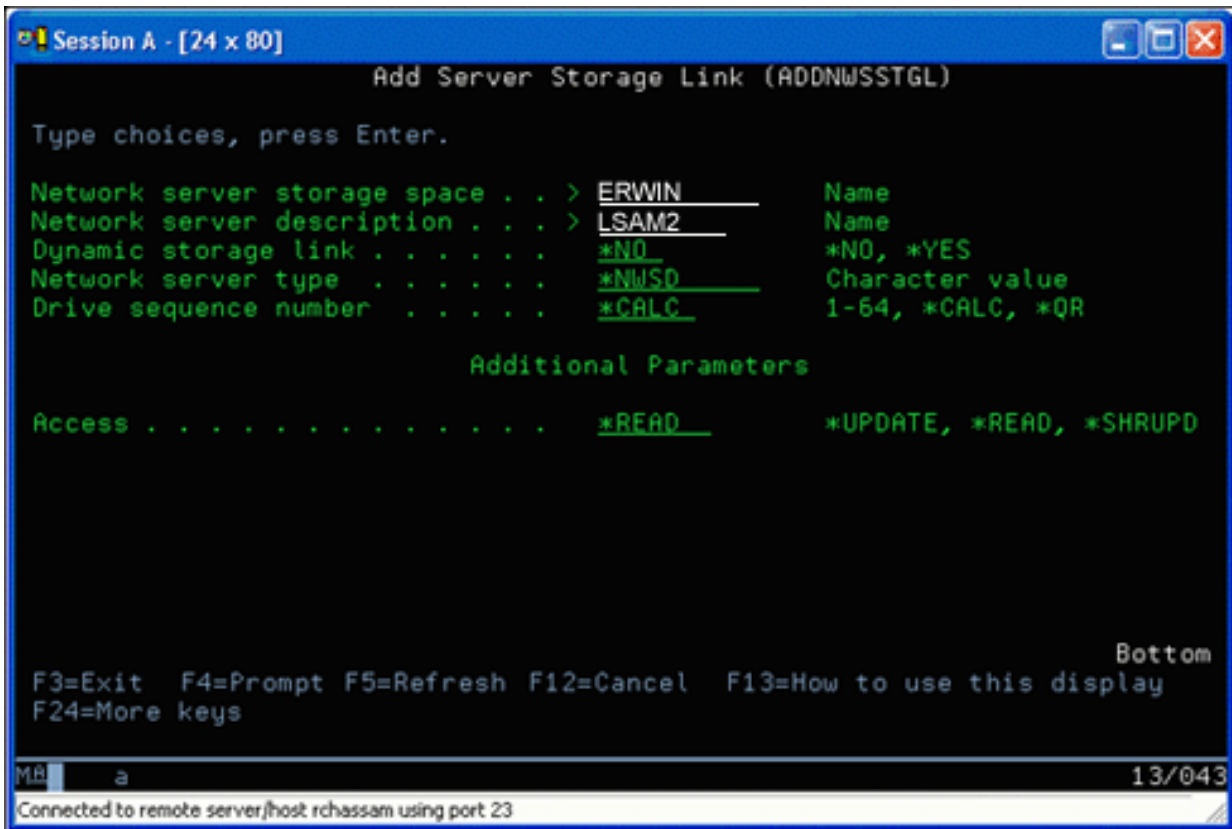 Session A - [24 x 80]
Add Server Storage Link (ADDNWSSTGL)
Type choices, press Enter.
Network server storage space . . > ERWIN Name
Network server description . . . > LSAM2 Name
Dynamic storage link . . . . . . *NO *NO, *YES
Network server type . . . . . . *NWSD Character value
Drive sequence number . . . . . *CALC 1-64, *CALC, *QR
Additional Parameters
Access . . . . . . . . . . . . . *READ *UPDATE, *READ, *SHRUPD
Bottom
F3=Exit F4=Prompt F5=Refresh F12=Cancel F13=How to use this display
F24=More keys
MA a 13/043
Connected to remote server/host rchassam using port 23